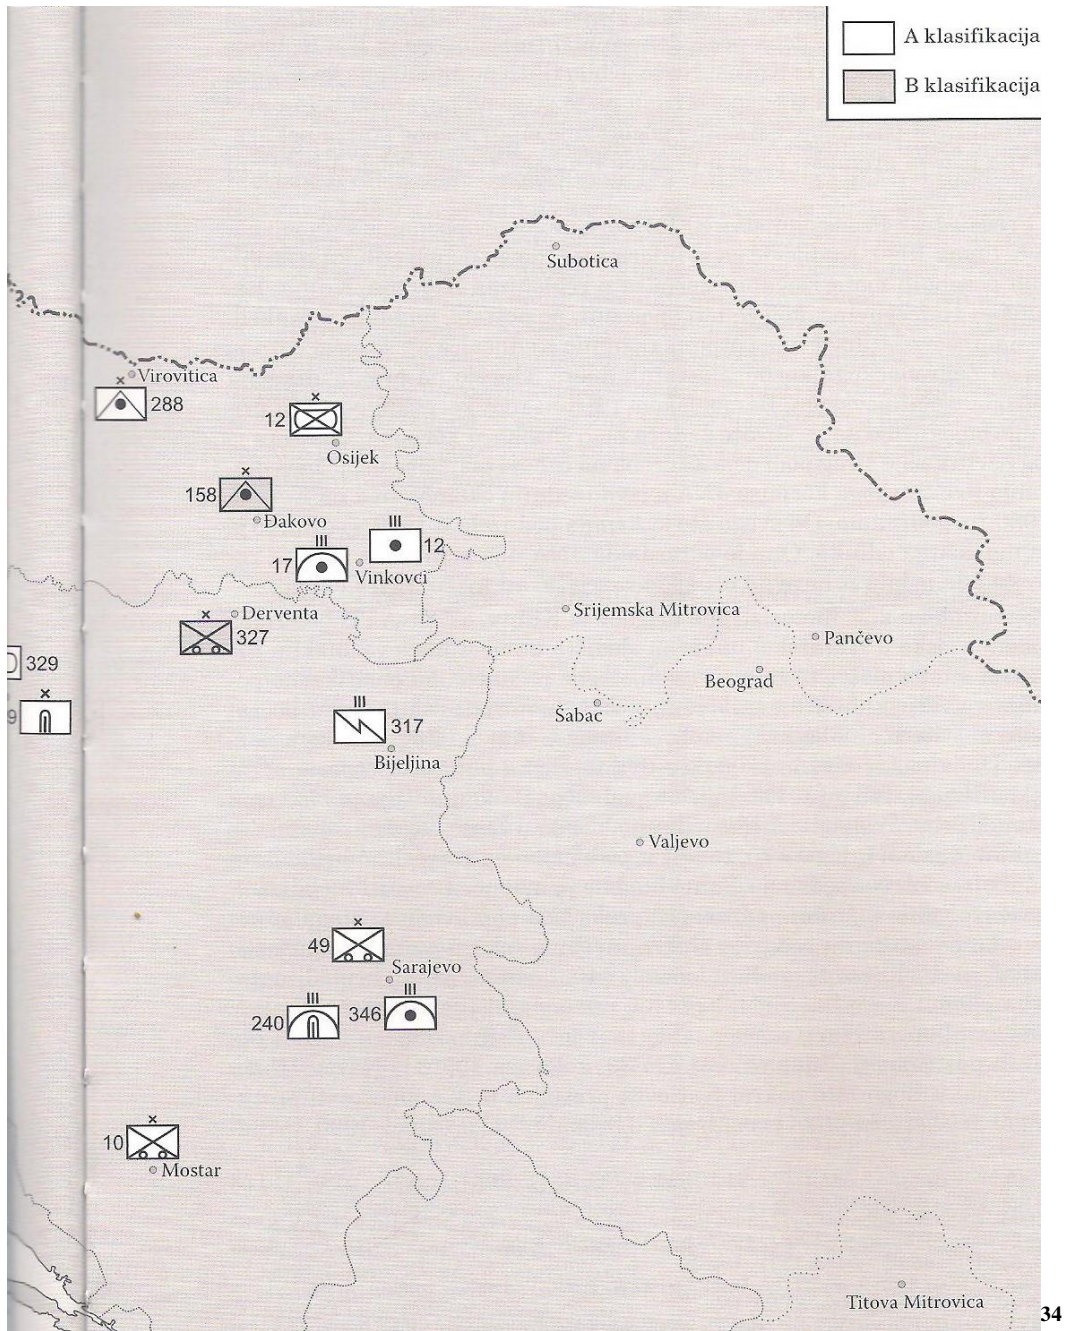 A klasifikacija
B klasifikacija
Subotica
Virovitica
288
12
Osijek
158
Đakovo
12
17
Vinkovci
Derventa
327
Srijemska Mitrovica
Pančevo
329
Beograd
Šabac
9
317
Bijeljina
Valjevo
49
Sarajevo
240
346
10
Mostar
Titova Mitrovica
34